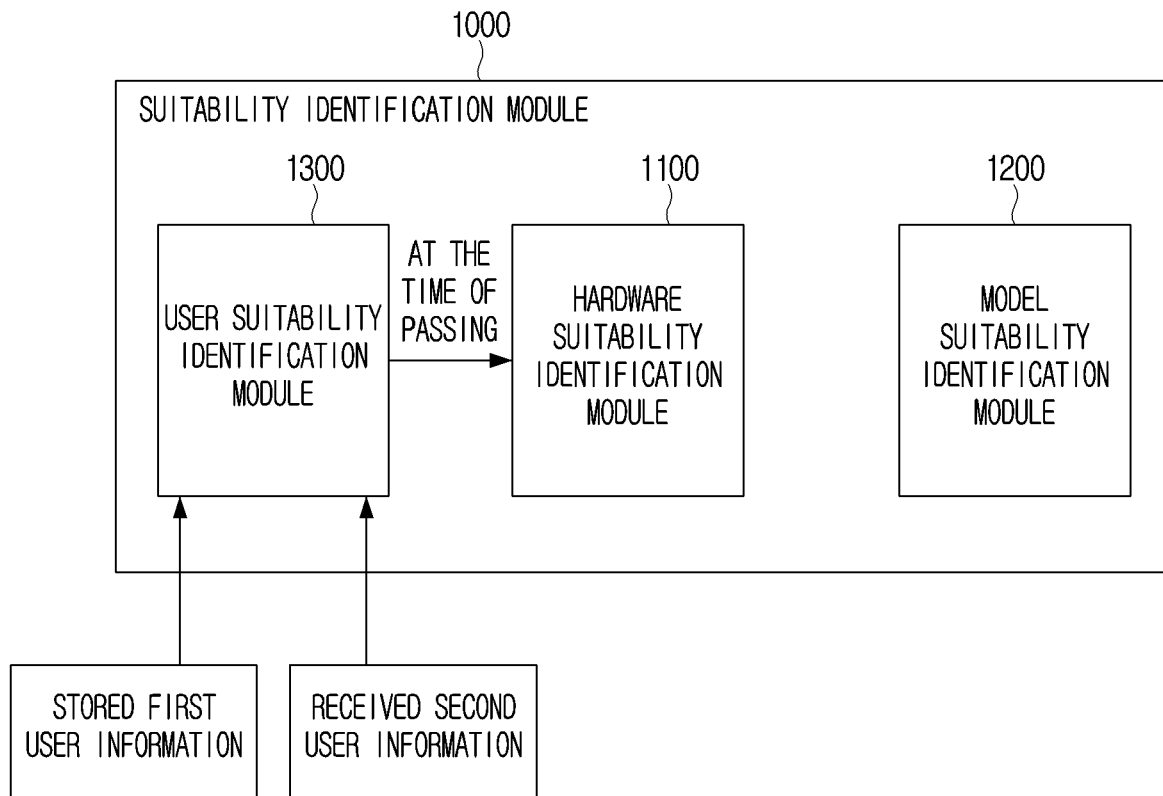 1000
SUITABILITY IDENTIFICATION MODULE
1300
1100
1200
USER SUITABILITY
IDENTIFICATION
MODULE
AT THE
TIME OF
PASSING
HARDWARE
SUITABILITY
IDENTIFICATION
MODULE
MODEL
SUITABILITY
IDENTIFICATION
MODULE
STORED FIRST
USER INFORMATION
RECEIVED SECOND
USER INFORMATION